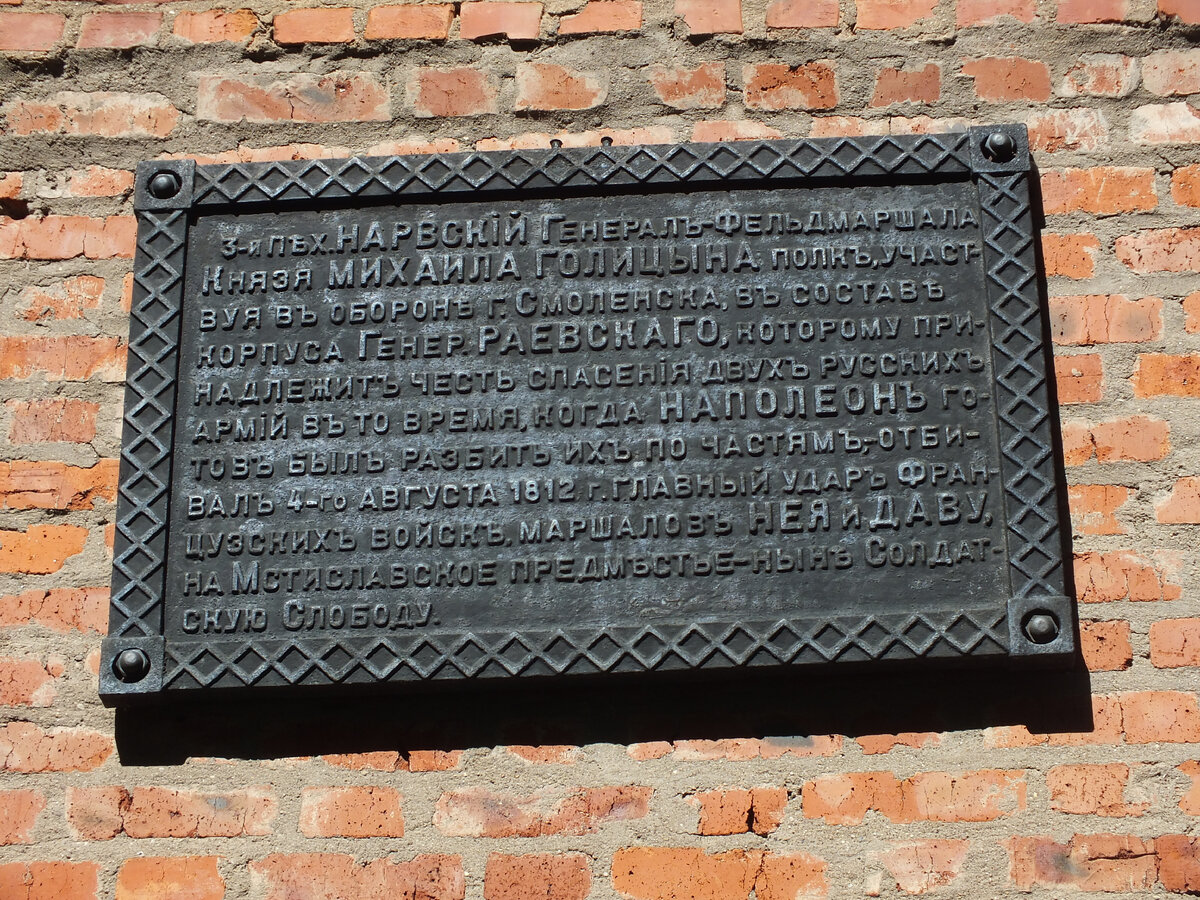 3-й Пѣх. НАРВСКІЙ Генералъ-Фельдмаршала
Князя МИХАИЛА ГОЛИЦЫНА полкъ, участ-
вуя въ оборонѣ г. Смоленска, въ составѣ
корпуса Генер. РАЕВСКАГО, которому при-
надлежитъ честь спасенія двухъ русскихъ
армій въ то время, когда НАПОЛЕОНЪ го-
товъ былъ разбить ихъ по частямъ,-отби-
валъ 4-го августа 1812 г. главный ударъ Фран-
цузскихъ войскъ, маршаловъ НЕЯ и ДАВУ,
на Мстиславское предмѣстье-нынѣ Солдат-
скую Слободу.